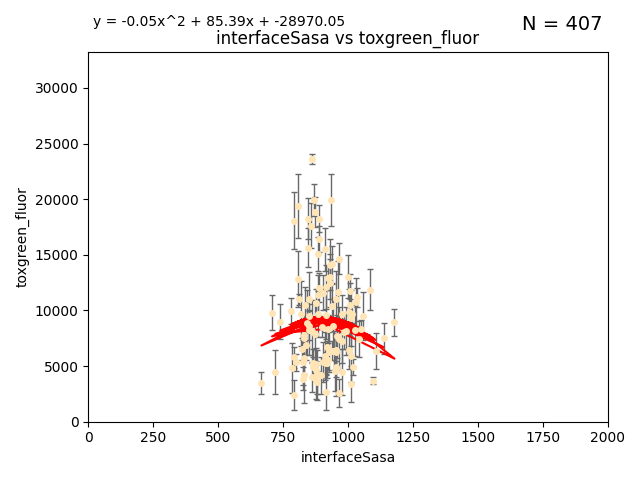 y = -0.05x^2 + 85.39x + -28970.05
N = 407
interfaceSasa vs toxgreen_fluor
30000
25000
20000
15000
10000
5000
0
toxgreen_fluor
0 250 500 750 1000 1250 1500 1750 2000
interfaceSasa